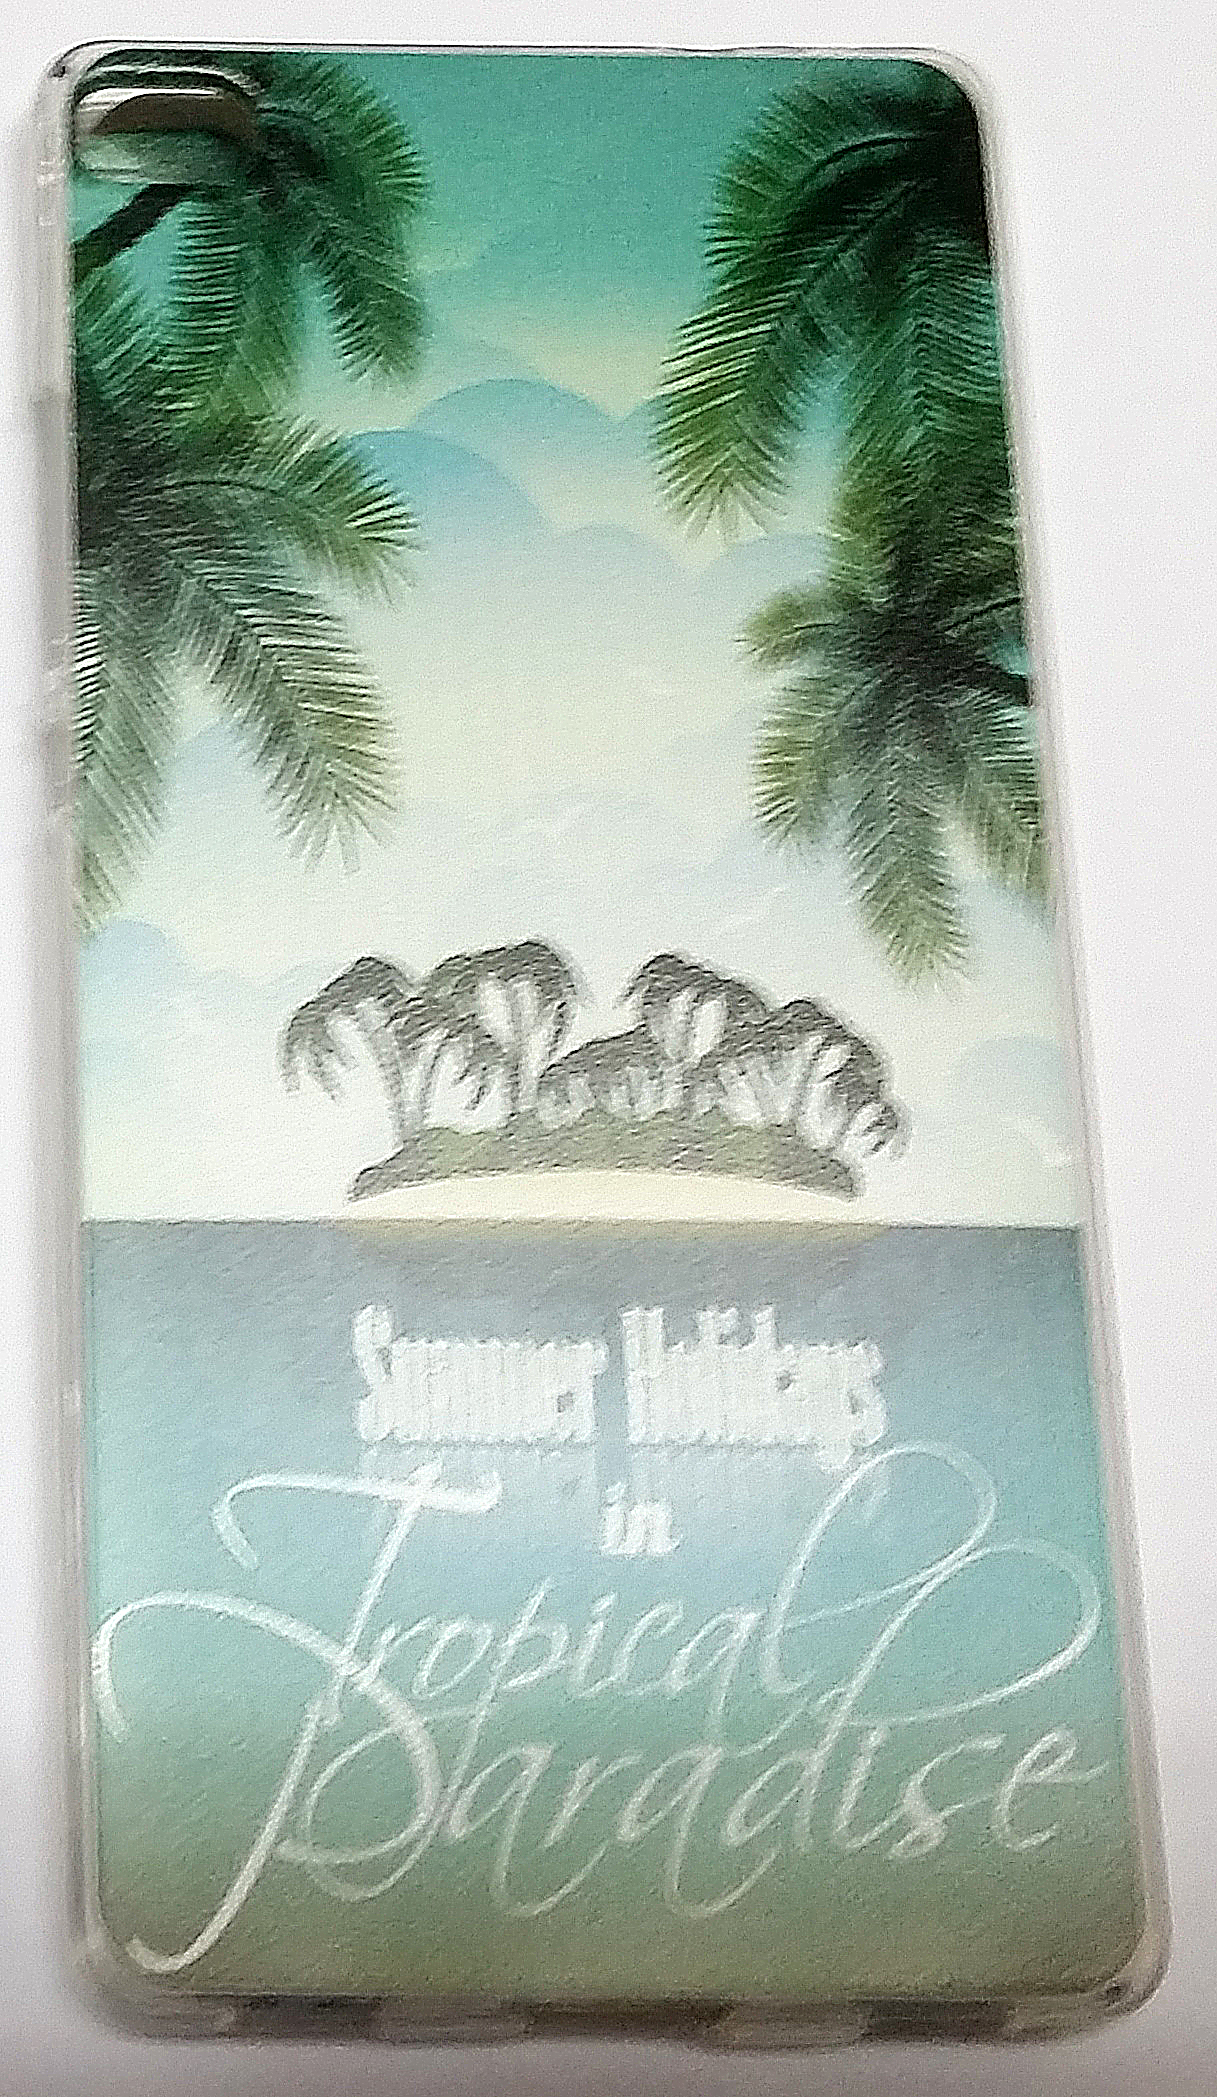 Summer Holidays
in
Tropical
Paradise